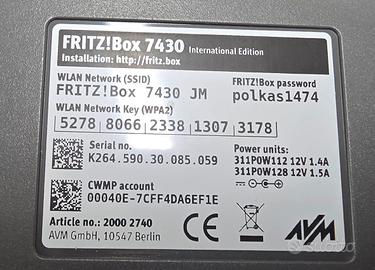 FRITZ!Box 7430 International Edition
Installation: http://fritz.box
WLAN Network (SSID)
FRITZ!Box 7430 JM
FRITZ!Box password
polkas1474
WLAN Network Key (WPA2)
5278 8066 2338 1307 3178
Serial no.
K264.590.30.085.059
Power units:
311P0W112 12V 1.4A
311P0W128 12V 1.5A
CWMP account
00040E-7CFF4DA6EF1E
Article no.: 2000 2740
AVM GmbH, 10547 Berlin
CE
AVM
subito